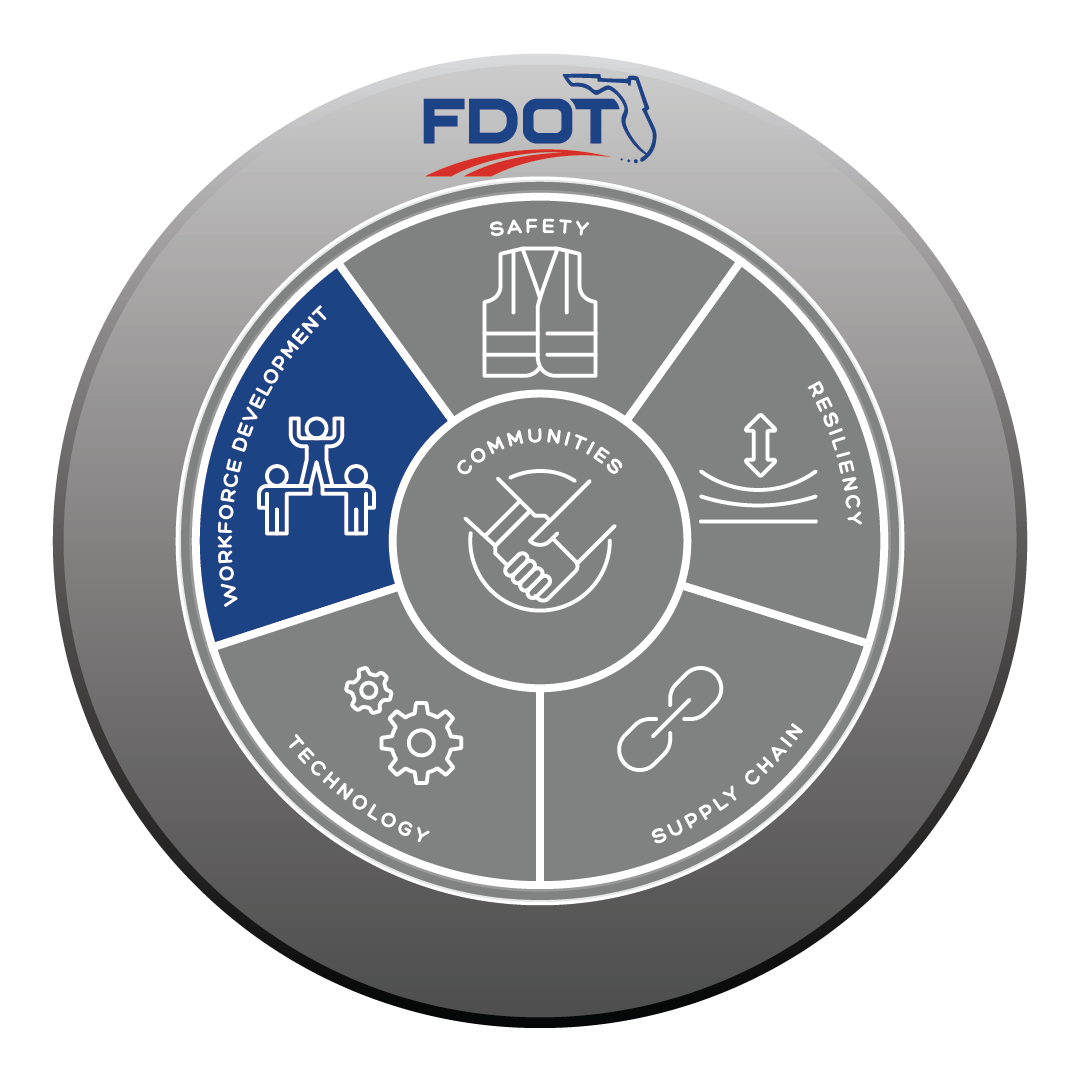 FDOT
SAFETY
RESILIENCY
SUPPLY CHAIN
TECHNOLOGY
WORKFORCE DEVELOPMENT
COMMUNITIES